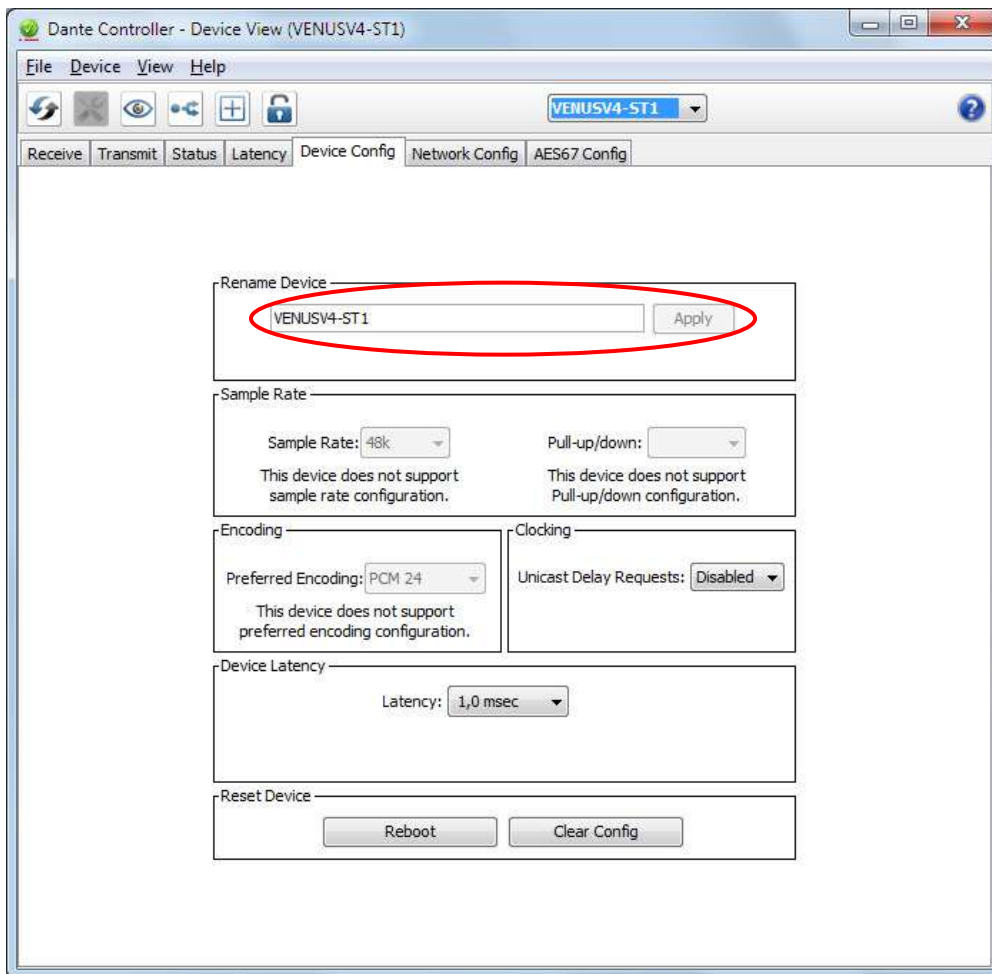 Dante Controller - Device View (VENUSV4-ST1)
File Device View Help
VENUSV4-ST1
Receive Transmit Status Latency Device Config Network Config AES67 Config
Rename Device
VENUSV4-ST1 Apply
Sample Rate
Sample Rate: 48k Pull-up/down:
This device does not support This device does not support
sample rate configuration. Pull-up/down configuration.
Encoding Clocking
Preferred Encoding: PCM 24 Unicast Delay Requests: Disabled
This device does not support
preferred encoding configuration.
Device Latency
Latency: 1,0 msec
Reset Device
Reboot Clear Config